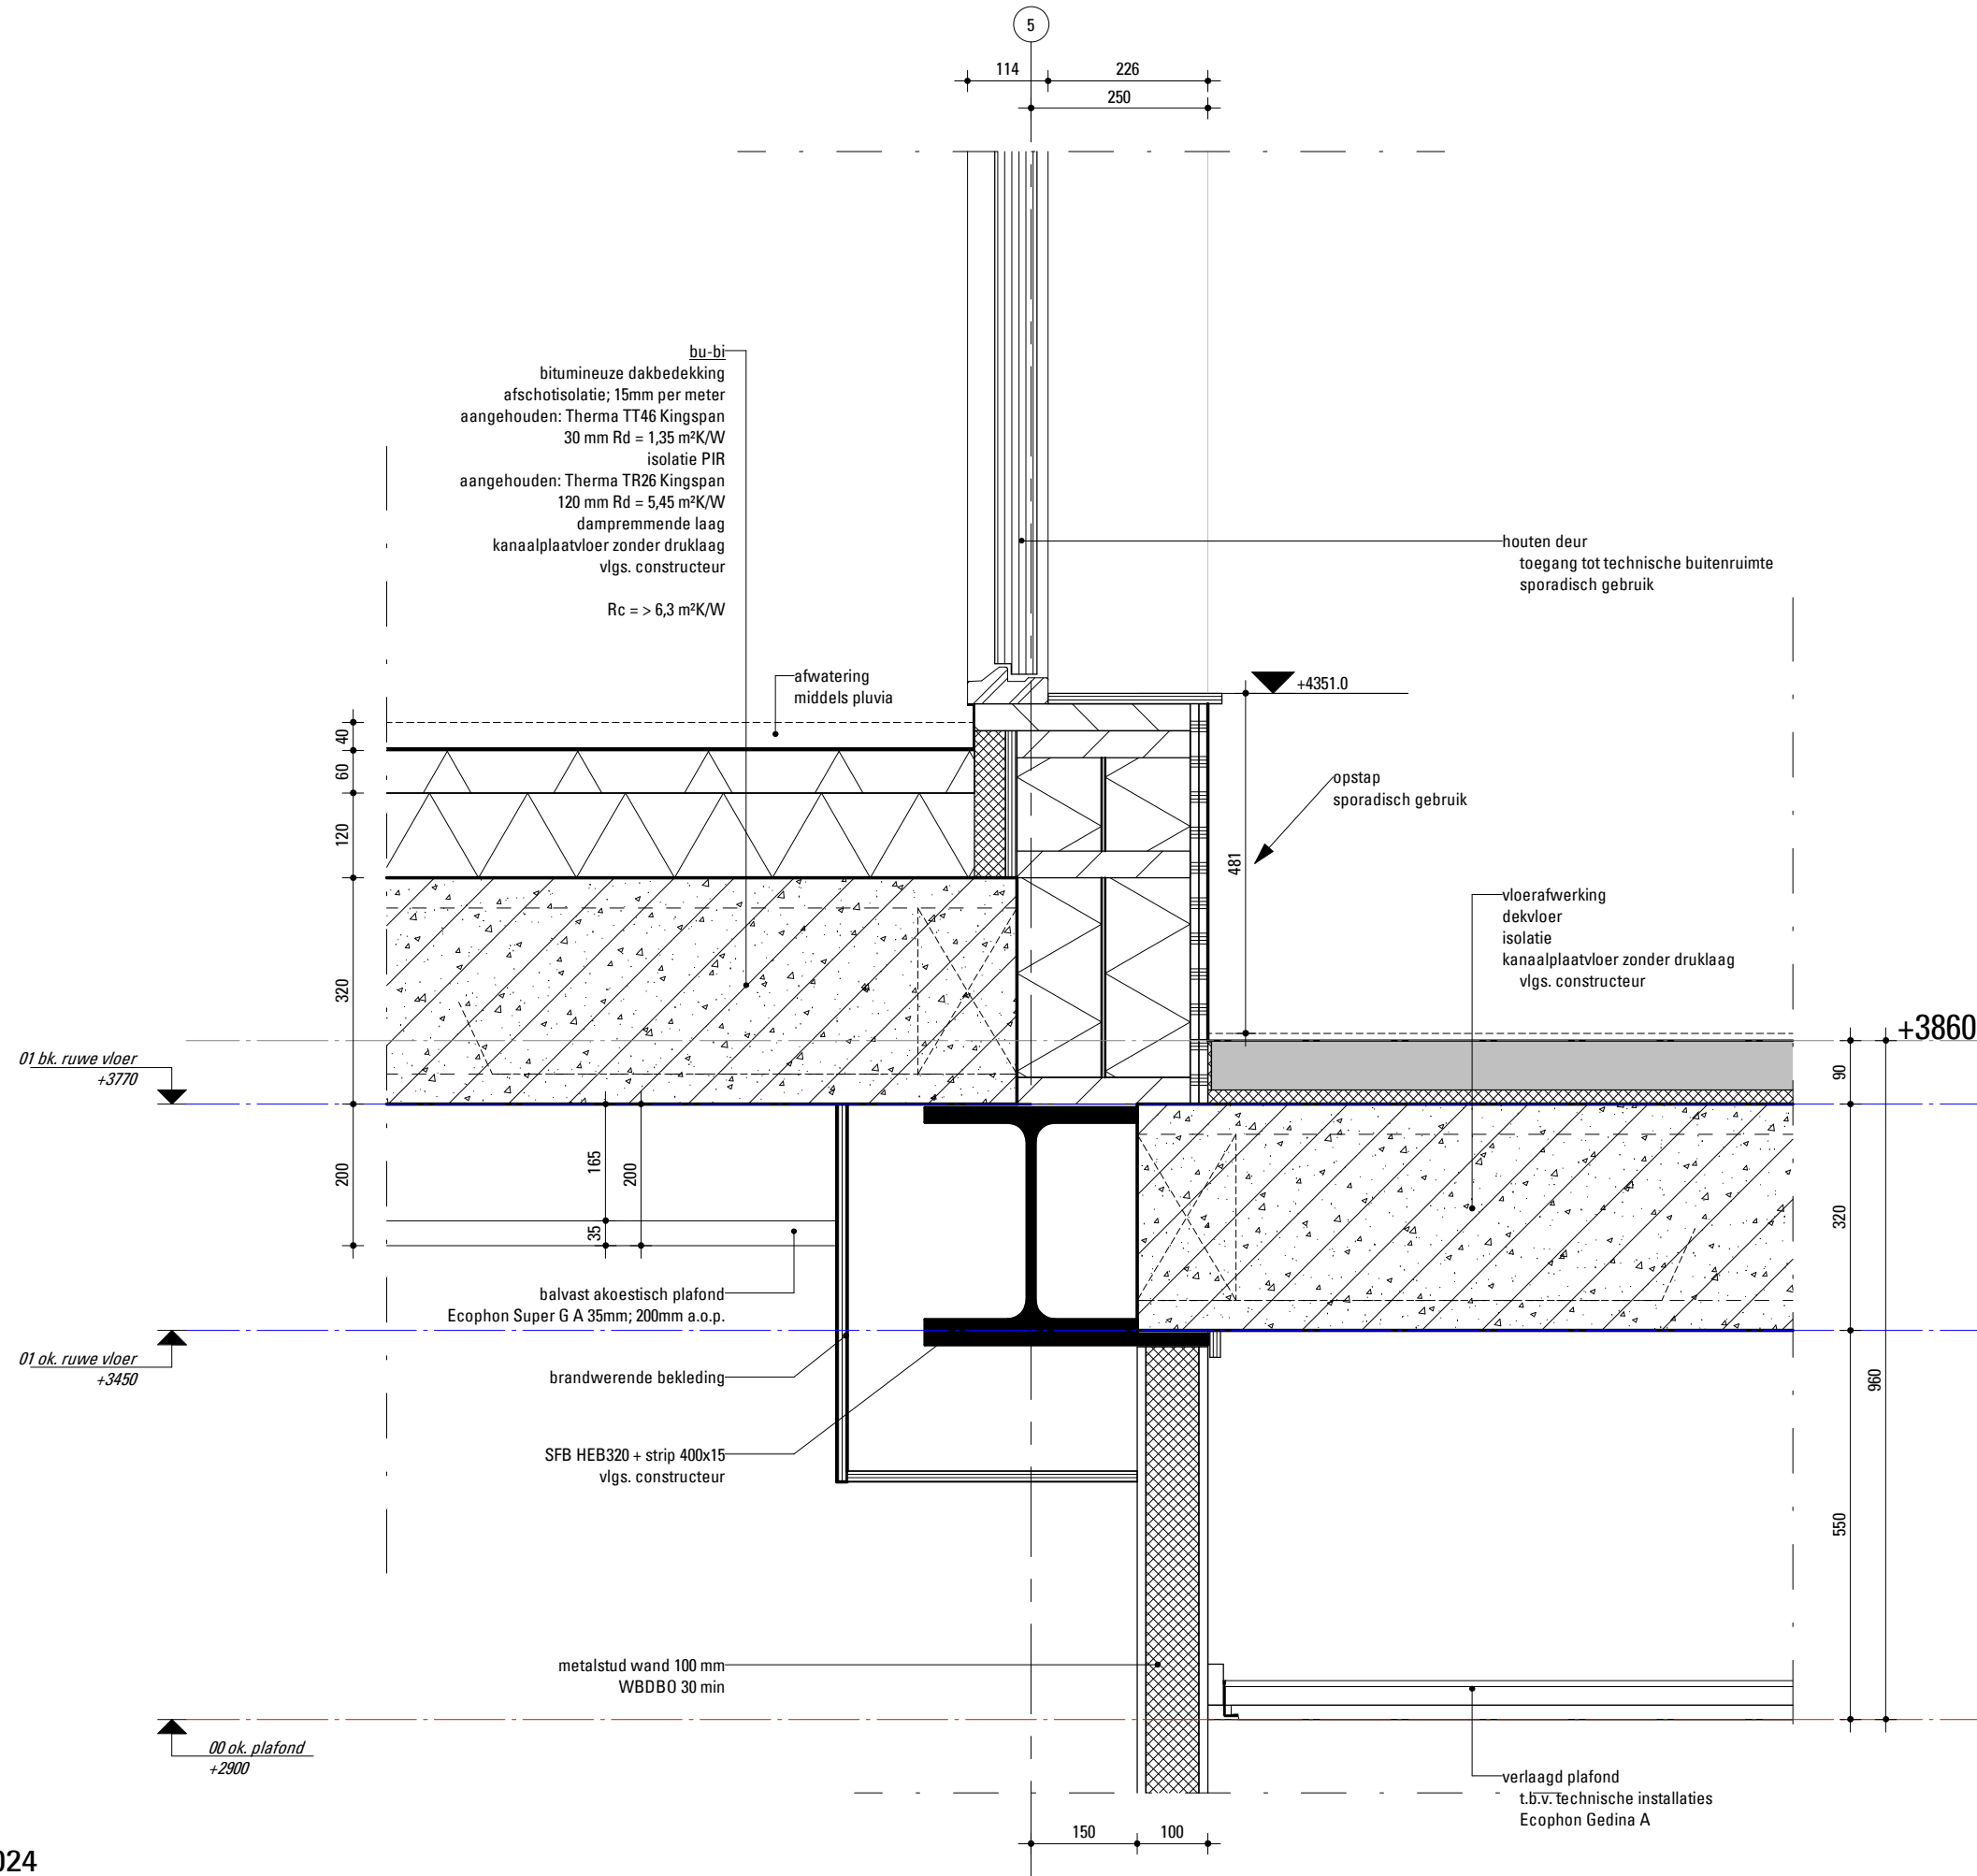 5
114
226
250
bu-bi
bitumineuze dakbedekking
afschotisolatie; 15mm per meter
aangehouden: Therma TT46 Kingspan
30 mm Rd = 1,35 m²K/W
isolatie PIR
aangehouden: Therma TR26 Kingspan
120 mm Rd = 5,45 m²K/W
dampremmende laag
kanaalplaatvloer zonder druklaag
vlgs. constructeur
Rc = > 6,3 m²K/W
houten deur
toegang tot technische buitenruimte
sporadisch gebruik
afwatering
middels pluvia
+4351.0
40
60
120
320
200
opstap
sporadisch gebruik
481
vloerafwerking
dekvloer
isolatie
kanaalplaatvloer zonder druklaag
vlgs. constructeur
+3860
01 bk. ruwe vloer
+3770
90
320
550
960
165
35
200
balvast akoestisch plafond
Ecophon Super G A 35mm; 200mm a.o.p.
01 ok. ruwe vloer
+3450
brandwerende bekleding
SFB HEB320 + strip 400x15
vlgs. constructeur
metalstud wand 100 mm
WBDBO 30 min
00 ok. plafond
+2900
verlaagd plafond
t.b.v. technische installaties
Ecophon Gedina A
150
100
024